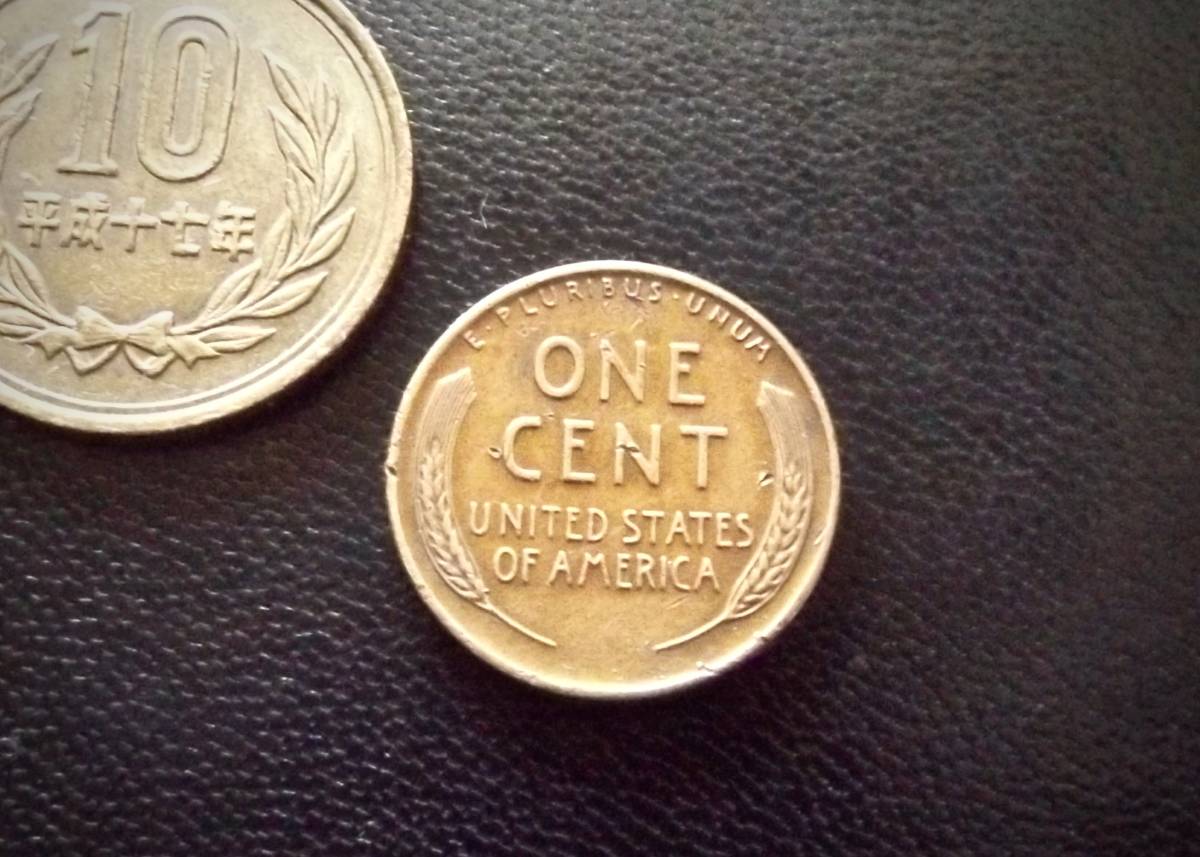 10
平成十七年
E·PLURIBUS·UNUM
ONE
CENT
UNITED STATES
OF AMERICA